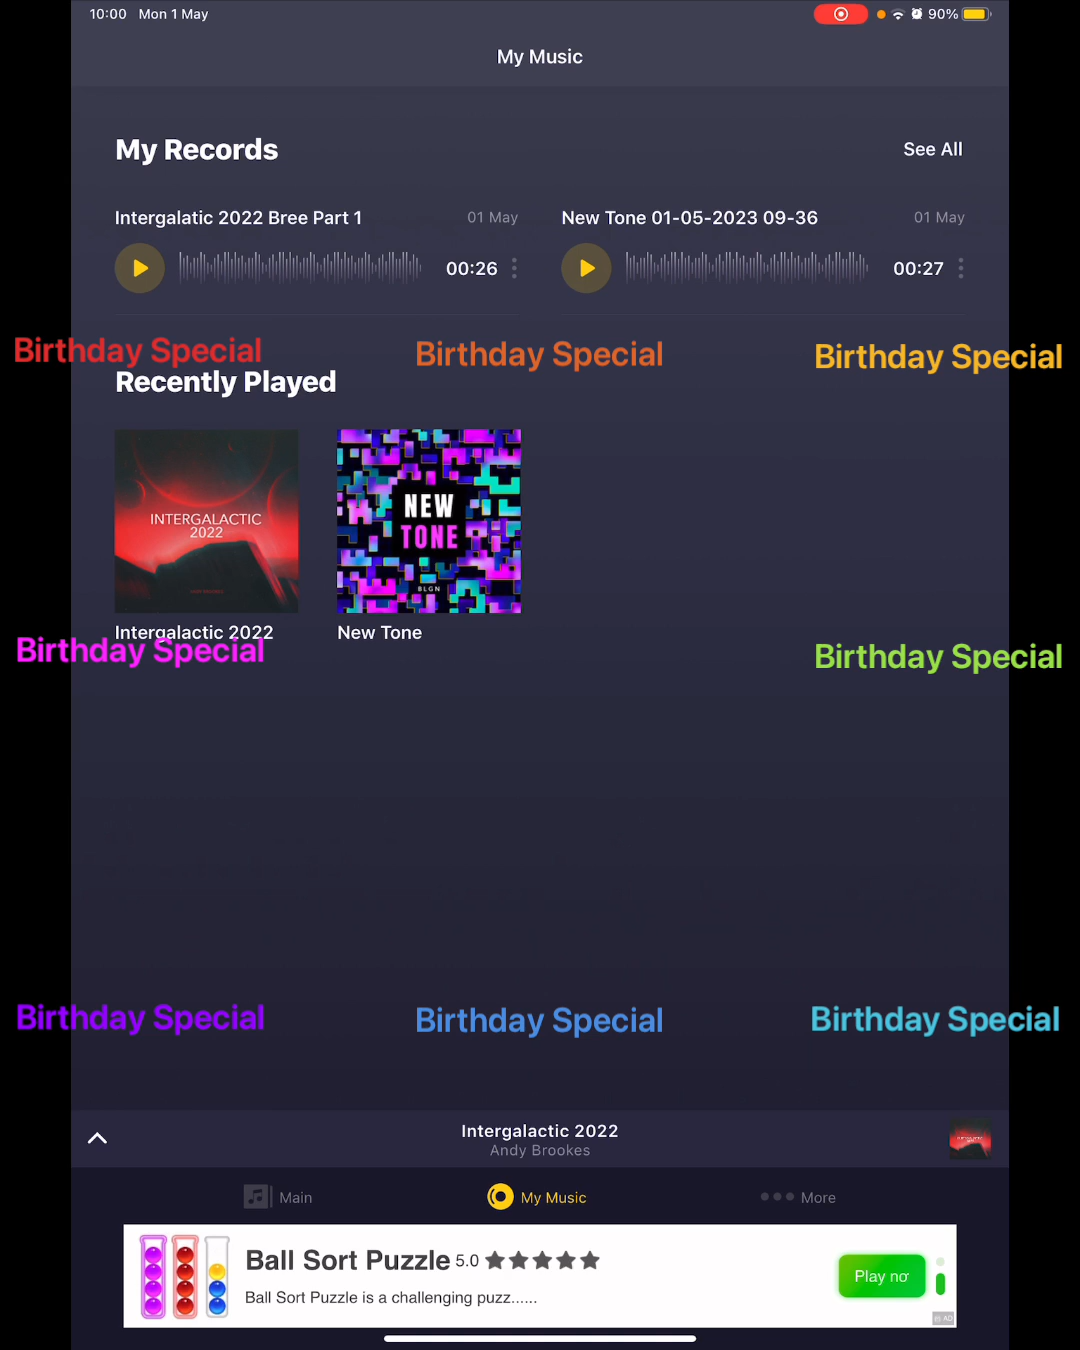 10:00 Mon 1 May 90%
My Music
My Records See All
Intergalatic 2022 Bree Part 1 01 May New Tone 01-05-2023 09-36 01 May
00:26 00:27
Birthday Special Birthday Special Birthday Special
Recently Played
INTERGALACTIC
2022
NEW
TONE
BLGN
Intergalactic 2022 New Tone
Birthday Special Birthday Special
Birthday Special Birthday Special Birthday Special
Intergalactic 2022
Andy Brookes
Main My Music More
Ball Sort Puzzle 5.0
Play no
Ball Sort Puzzle is a challenging puzz......
AD